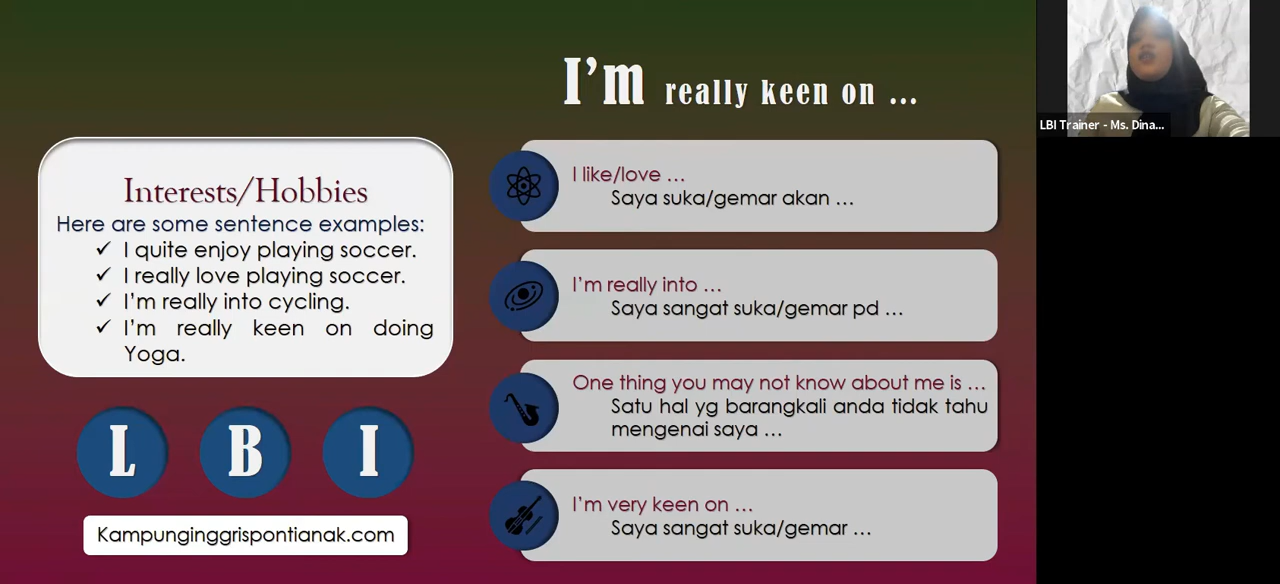 I'm really keen on ...
Interests/Hobbies
Here are some sentence examples:
✓ I quite enjoy playing soccer.
✓ I really love playing soccer.
✓ I'm really into cycling.
✓ I'm really keen on doing
Yoga.
L B I
Kampunginggrispontianak.com
I like/love ...
Saya suka/gemar akan ...
I'm really into ...
Saya sangat suka/gemar pd ...
One thing you may not know about me is ...
Satu hal yg barangkali anda tidak tahu
mengenai saya ...
I'm very keen on ...
Saya sangat suka/gemar ...
LBI Trainer - Ms. Dina...